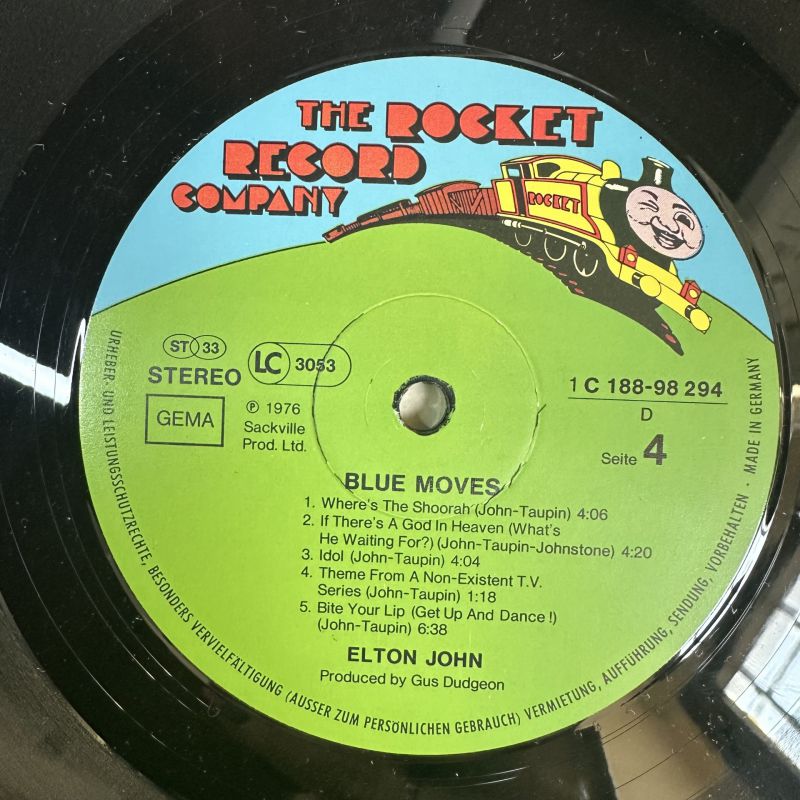 THE ROCKET
RECORD
COMPANY
ROCKET
ST 33
STEREO
LC 3053
GEMA
℗ 1976
Sackville
Prod. Ltd.
1 C 188-98 294
D
Seite 4
BLUE MOVES
1. Where's The Shoorah (John-Taupin) 4:06
2. If There's A God In Heaven (What's
He Waiting For?) (John-Taupin-Johnstone) 4:20
3. Idol (John-Taupin) 4:04
4. Theme From A Non-Existent T.V.
Series (John-Taupin) 1:18
5. Bite Your Lip (Get Up And Dance!)
(John-Taupin) 6:38
ELTON JOHN
Produced by Gus Dudgeon
URHEBER- UND LEISTUNGSSCHUTZRECHTE, BESONDERS VERVIELFÄLTIGUNG (AUSSER ZUM PERSÖNLICHEN GEBRAUCH) VERMIETUNG, AUFFÜHRUNG, SENDUNG, VORBEHALTEN · MADE IN GERMANY